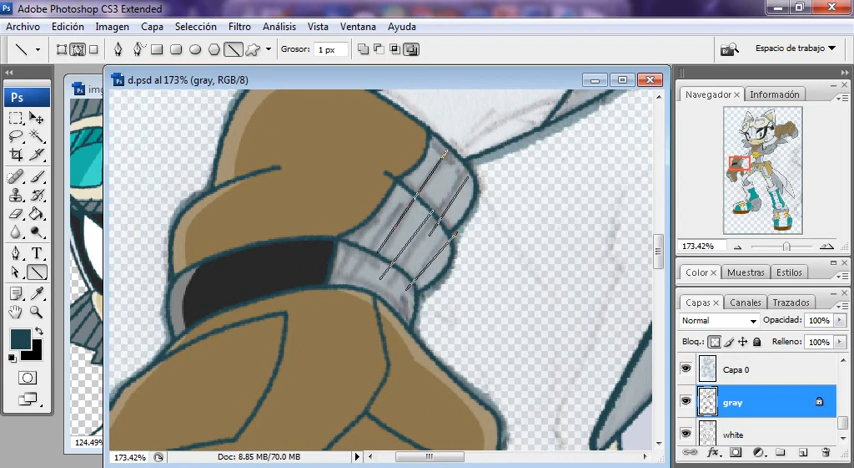 Ps Adobe Photoshop CS3 Extended
Archivo Edición Imagen Capa Selección Filtro Análisis Vista Ventana Ayuda
Grosor: 1 px Espacio de trabajo
Ps
T
124.49%
d.psd al 173% (gray, RGB/8)
173.42% Doc: 8.85 MB/70.0 MB
Navegador × Información
173.42%
Color × Muestras Estilos
Capas × Canales Trazados
Normal Opacidad: 100%
Bloq.: Relleno: 100%
Capa 0
gray
white
fx